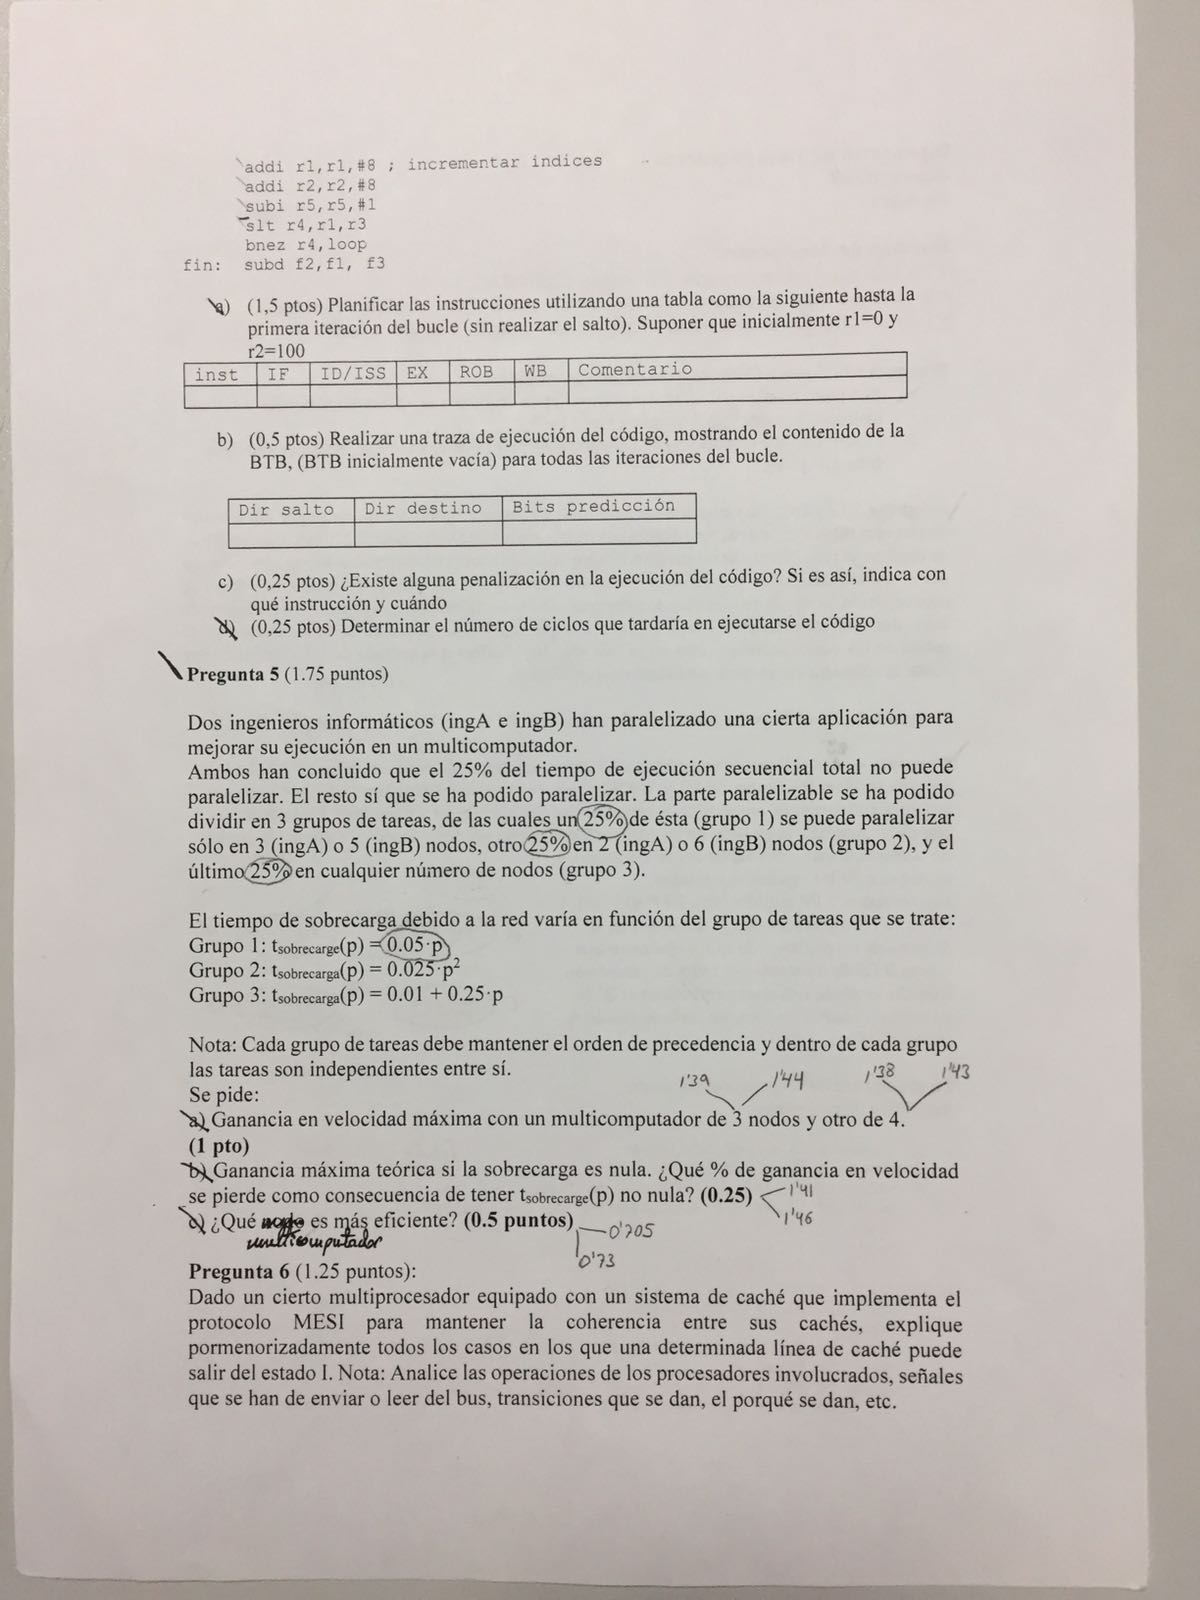 addi r1,r1,#8 ; incrementar indices
addi r2,r2,#8
subi r5,r5,#1
slt r4,r1,r3
bnez r4,loop
fin: subd f2,f1, f3
a) (1,5 ptos) Planificar las instrucciones utilizando una tabla como la siguiente hasta la
primera iteración del bucle (sin realizar el salto). Suponer que inicialmente r1=0 y
r2=100
inst IF ID/ISS EX ROB WB Comentario
b) (0,5 ptos) Realizar una traza de ejecución del código, mostrando el contenido de la
BTB, (BTB inicialmente vacía) para todas las iteraciones del bucle.
Dir salto Dir destino Bits predicción
c) (0,25 ptos) ¿Existe alguna penalización en la ejecución del código? Si es así, indica con
qué instrucción y cuándo
d) (0,25 ptos) Determinar el número de ciclos que tardaría en ejecutarse el código
Pregunta 5 (1.75 puntos)
Dos ingenieros informáticos (ingA e ingB) han paralelizado una cierta aplicación para
mejorar su ejecución en un multicomputador.
Ambos han concluido que el 25% del tiempo de ejecución secuencial total no puede
paralelizar. El resto sí que se ha podido paralelizar. La parte paralelizable se ha podido
dividir en 3 grupos de tareas, de las cuales un 25% de ésta (grupo 1) se puede paralelizar
sólo en 3 (ingA) o 5 (ingB) nodos, otro 25% en 2 (ingA) o 6 (ingB) nodos (grupo 2), y el
último 25% en cualquier número de nodos (grupo 3).
El tiempo de sobrecarga debido a la red varía en función del grupo de tareas que se trate:
Grupo 1: tsobrecarge(p) = 0.05·p
Grupo 2: tsobrecarga(p) = 0.025·p²
Grupo 3: tsobrecarga(p) = 0.01 + 0.25·p
Nota: Cada grupo de tareas debe mantener el orden de precedencia y dentro de cada grupo
las tareas son independientes entre sí.
1'39 1'44 1'38 1'43
Se pide:
a) Ganancia en velocidad máxima con un multicomputador de 3 nodos y otro de 4.
(1 pto)
b) Ganancia máxima teórica si la sobrecarga es nula. ¿Qué % de ganancia en velocidad
se pierde como consecuencia de tener tsobrecarge(p) no nula? (0.25) 1'41
1'46
c) ¿Qué es más eficiente? (0.5 puntos) 0'705
multicomputador
0'73
Pregunta 6 (1.25 puntos):
Dado un cierto multiprocesador equipado con un sistema de caché que implementa el
protocolo MESI para mantener la coherencia entre sus cachés, explique
pormenorizadamente todos los casos en los que una determinada línea de caché puede
salir del estado I. Nota: Analice las operaciones de los procesadores involucrados, señales
que se han de enviar o leer del bus, transiciones que se dan, el porqué se dan, etc.